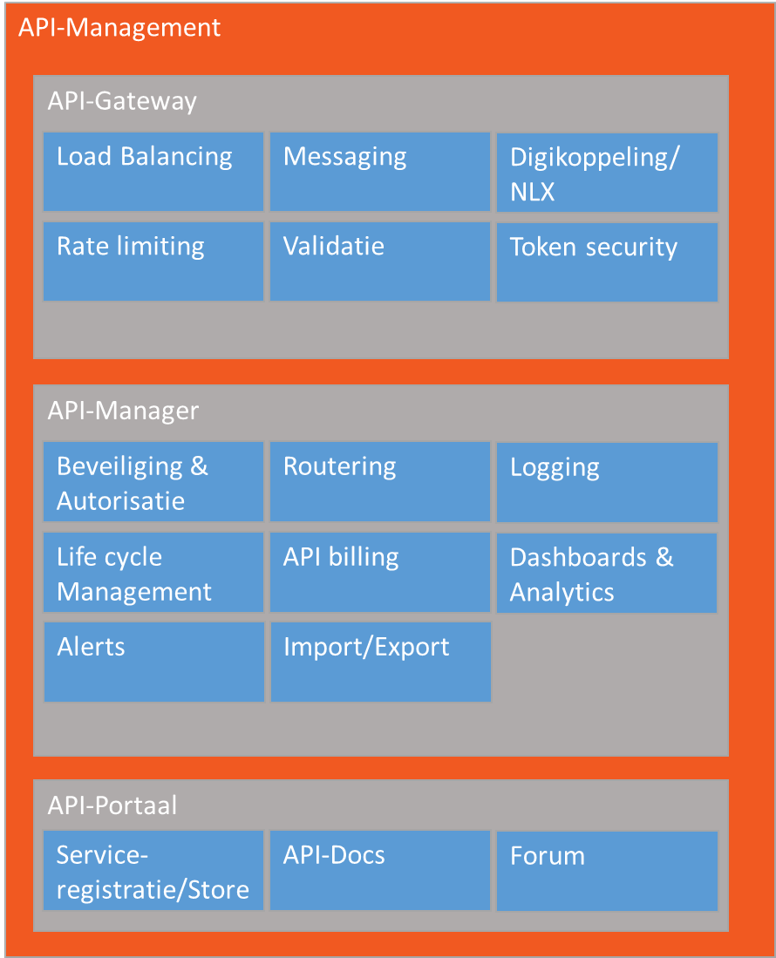 API-Management
API-Gateway
Load Balancing
Messaging
Digikoppeling/
NLX
Rate limiting
Validatie
Token security
API-Manager
Beveiliging &
Autorisatie
Routering
Logging
Life cycle
Management
API billing
Dashboards &
Analytics
Alerts
Import/Export
API-Portaal
Service-
registratie/Store
API-Docs
Forum